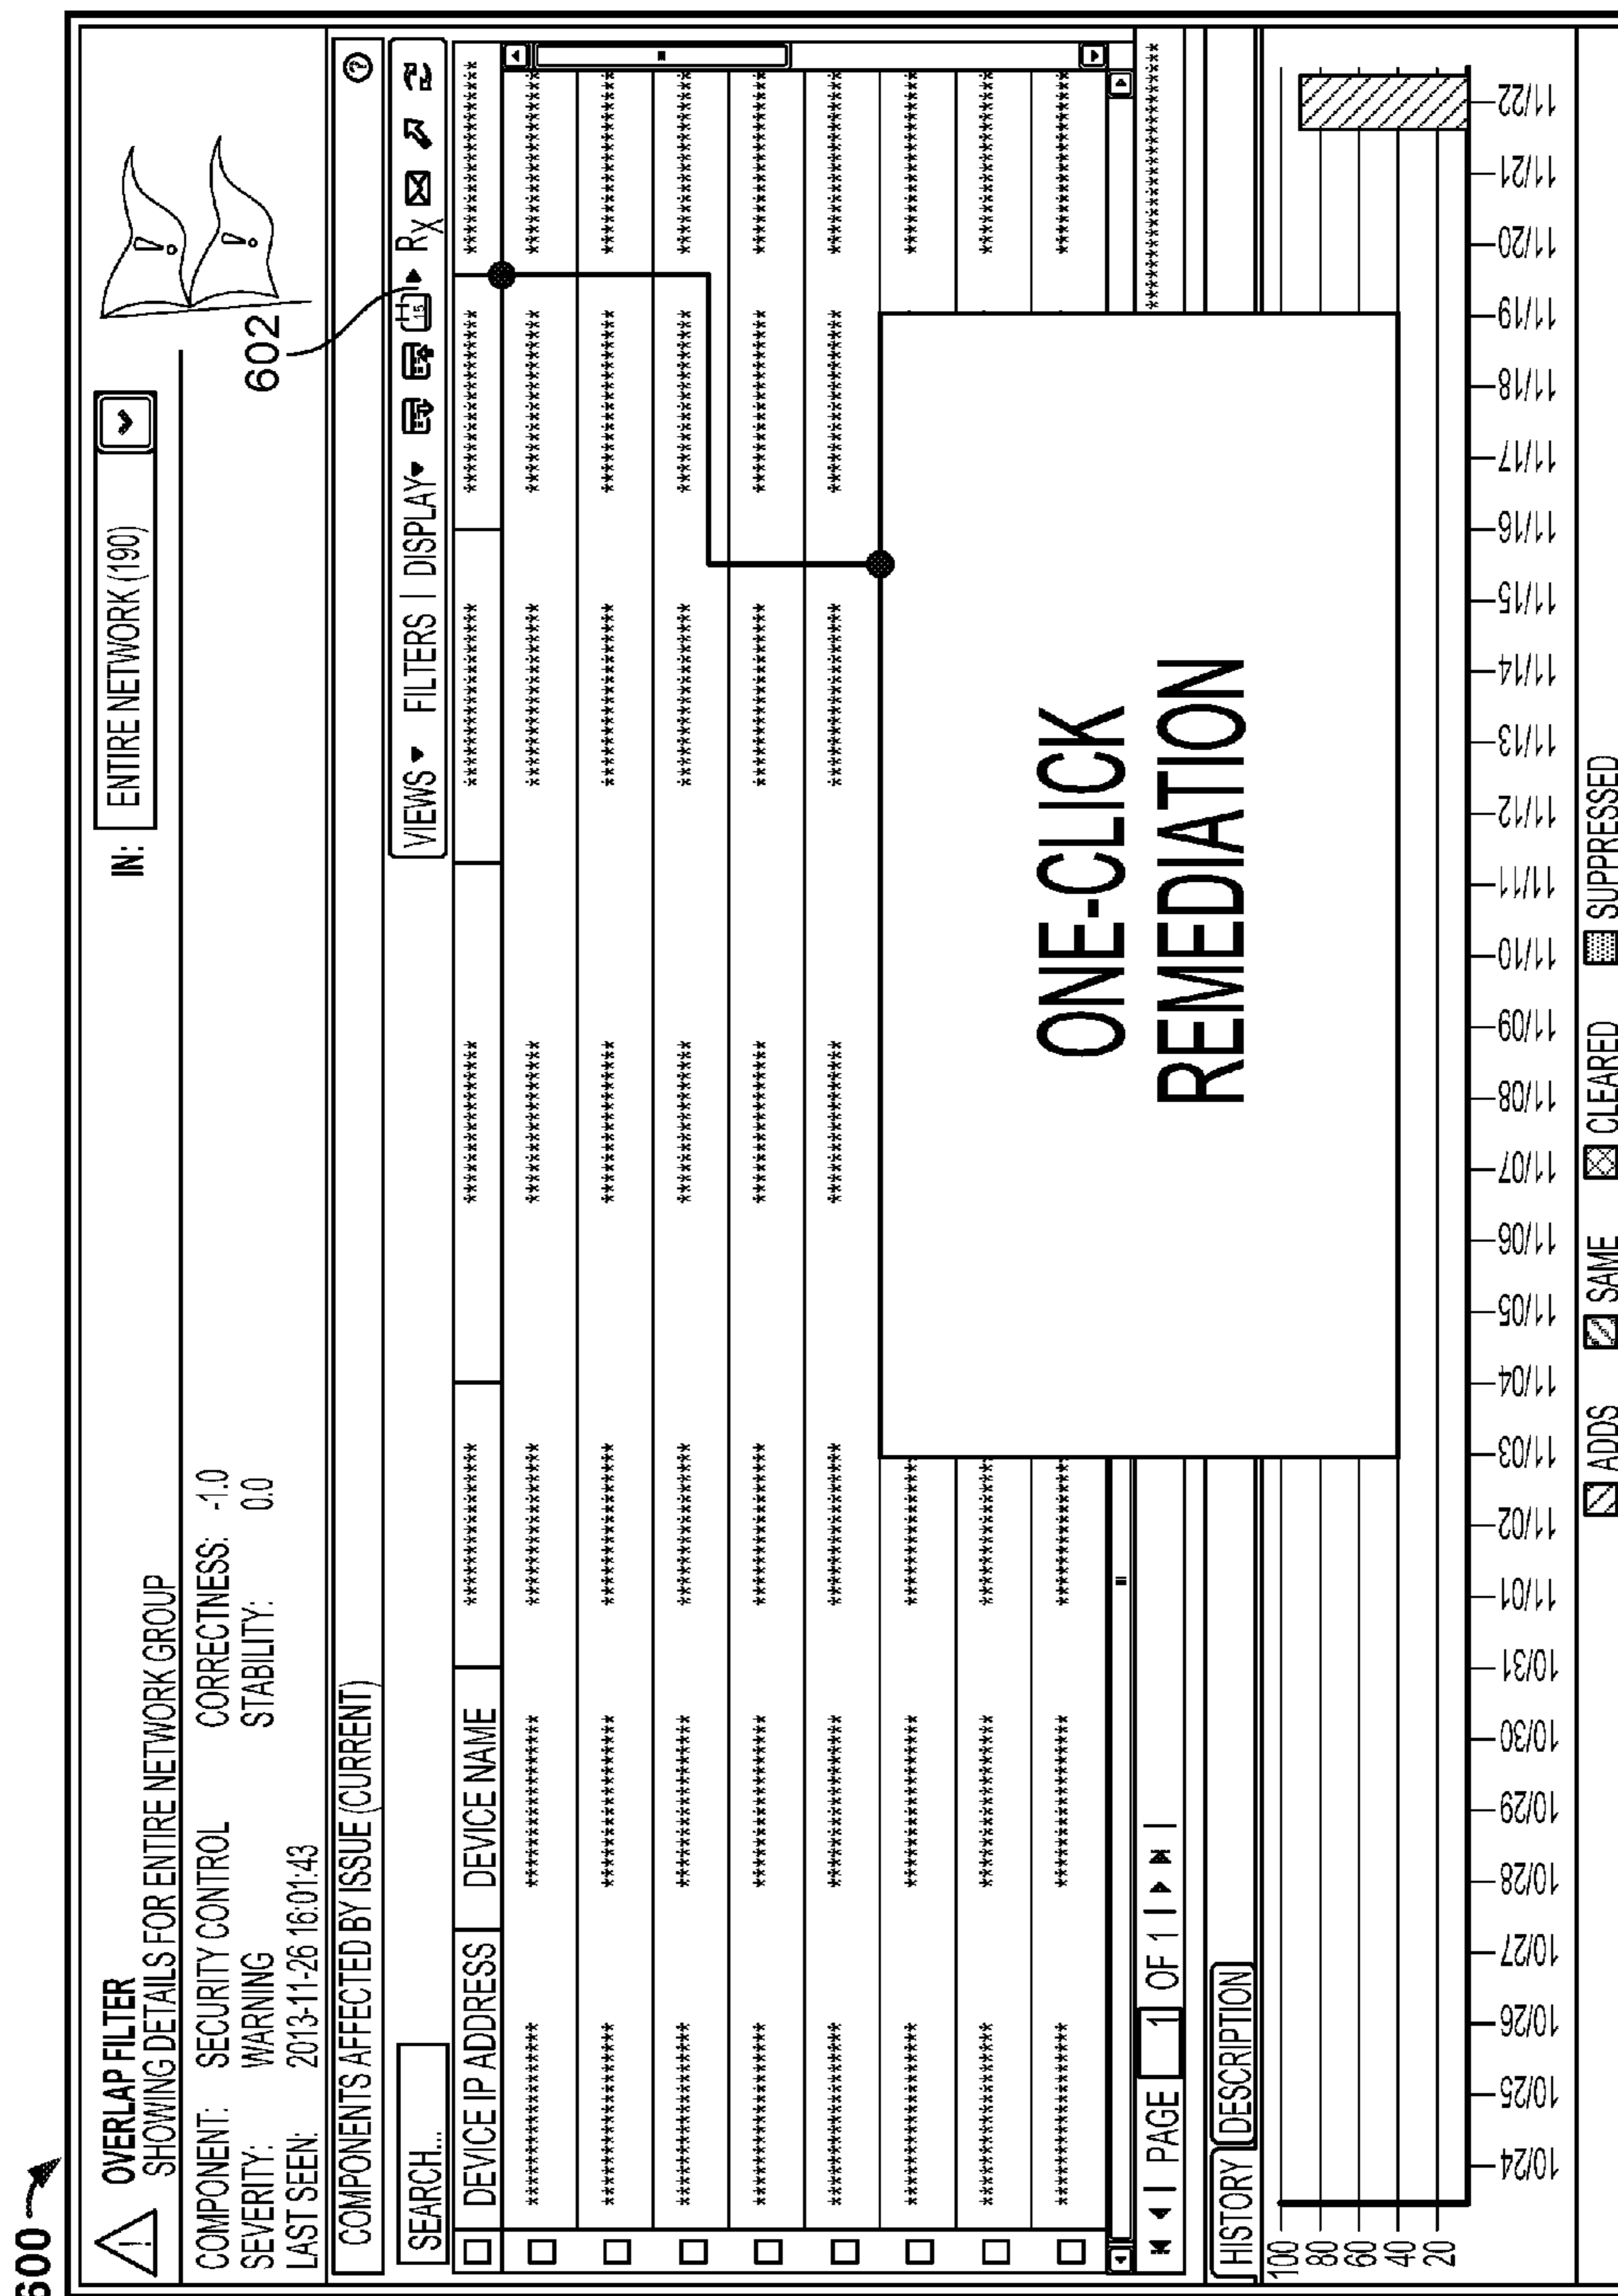 600
OVERLAP FILTER
SHOWING DETAILS FOR ENTIRE NETWORK GROUP
IN: ENTIRE NETWORK (190)
COMPONENT: SECURITY CONTROL CORRECTNESS: -1.0
SEVERITY: WARNING STABILITY: 0.0
LAST SEEN: 2013-11-26 16:01:43
602
COMPONENTS AFFECTED BY ISSUE (CURRENT) ?
SEARCH... VIEWS FILTERS | DISPLAY 15 RX
DEVICE IP ADDRESS DEVICE NAME ******************** ******************** ******************** ******************** ********************
******************** ******************** ******************** ******************** ******************** ******************** ********************
******************** ******************** ******************** ******************** ******************** ******************** ********************
******************** ******************** ******************** ******************** ******************** ******************** ********************
******************** ******************** ******************** ******************** ******************** ******************** ********************
******************** ******************** ******************** ******************** ******************** ******************** ********************
******************** ******************** ******************** ********************
******************** ******************** ******************** ********************
******************** ******************** ******************** ********************
ONE-CLICK
REMEDIATION
PAGE 1 OF 1 ******************************
HISTORY DESCRIPTION
100
80
60
40
20
10/24 10/25 10/26 10/27 10/28 10/29 10/30 10/31 11/01 11/02 11/03 11/04 11/05 11/06 11/07 11/08 11/09 11/10 11/11 11/12 11/13 11/14 11/15 11/16 11/17 11/18 11/19 11/20 11/21 11/22
ADDS SAME CLEARED SUPPRESSED